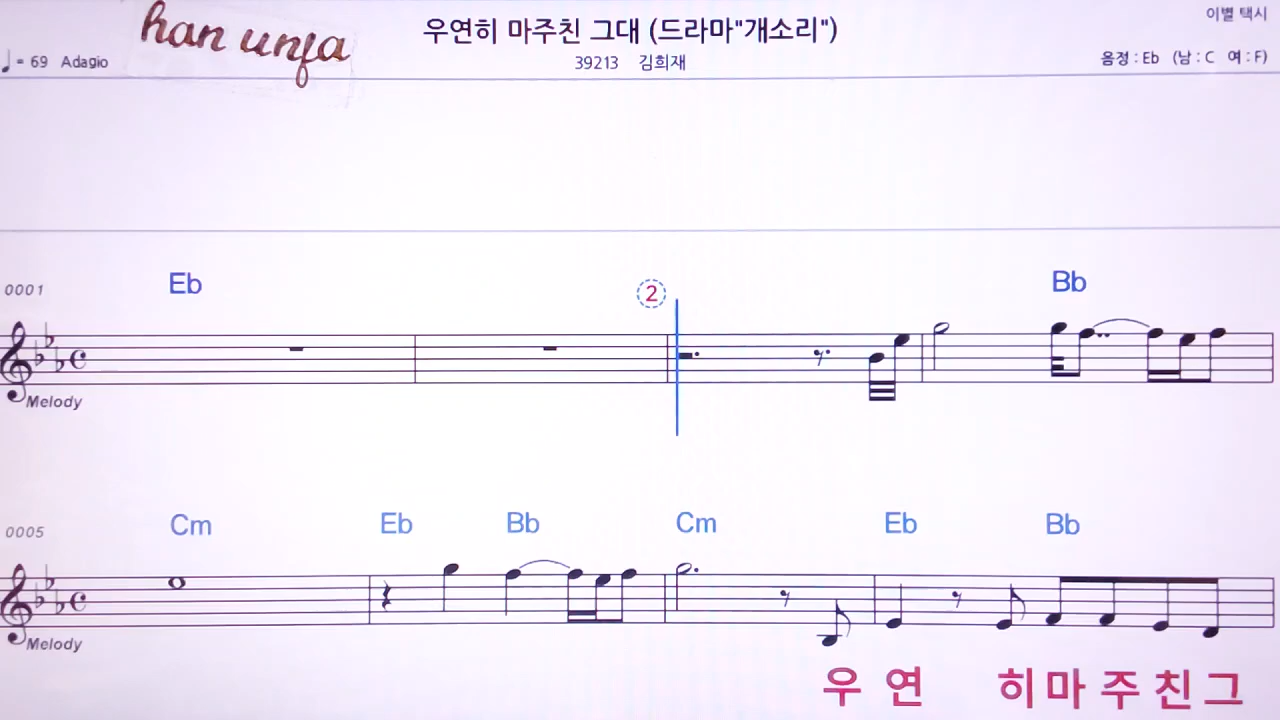 han unfa
우연히 마주친 그대 (드라마"개소리")
이별 택시
♩= 69 Adagio
39213 김희재
음정 : Eb (남 : C 여 : F)
0001 Eb 2 Bb
Melody
0005 Cm Eb Bb Cm Eb Bb
Melody
우 연 히 마 주 친 그